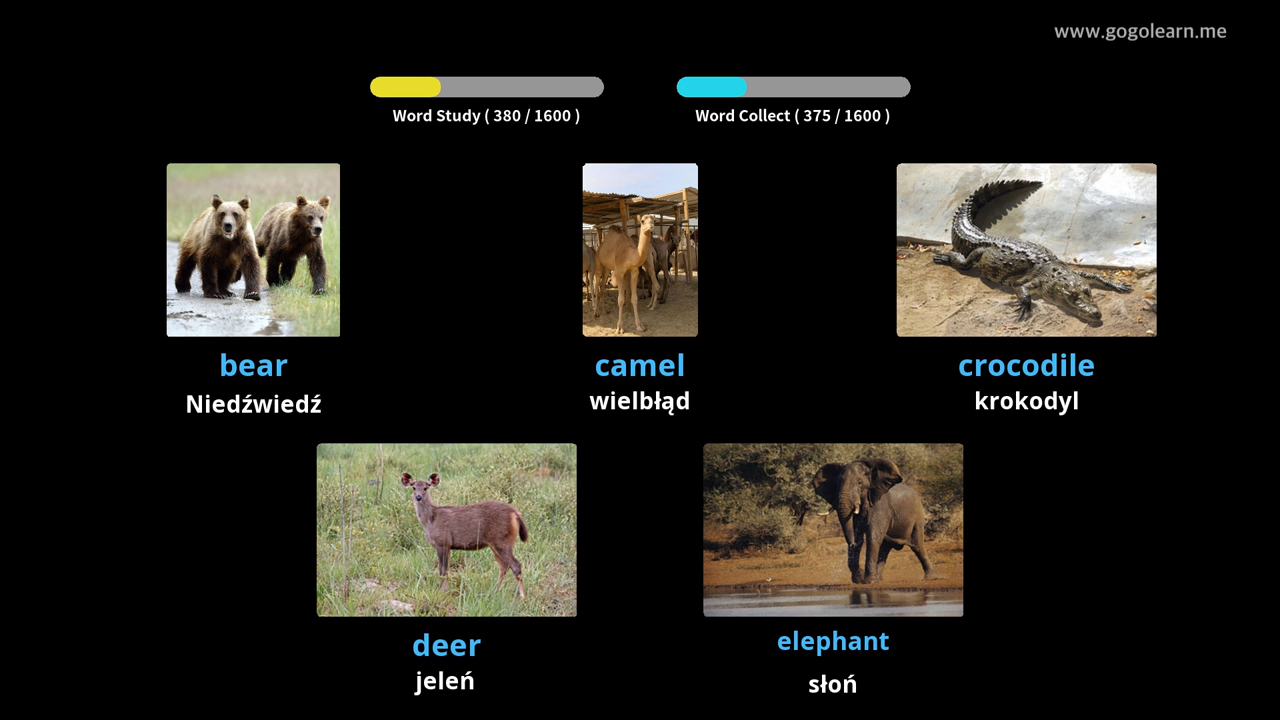 www.gogolearn.me
Word Study ( 380 / 1600 )
Word Collect ( 375 / 1600 )
bear
Niedźwiedź
camel
wielbłąd
crocodile
krokodyl
deer
jeleń
elephant
słoń